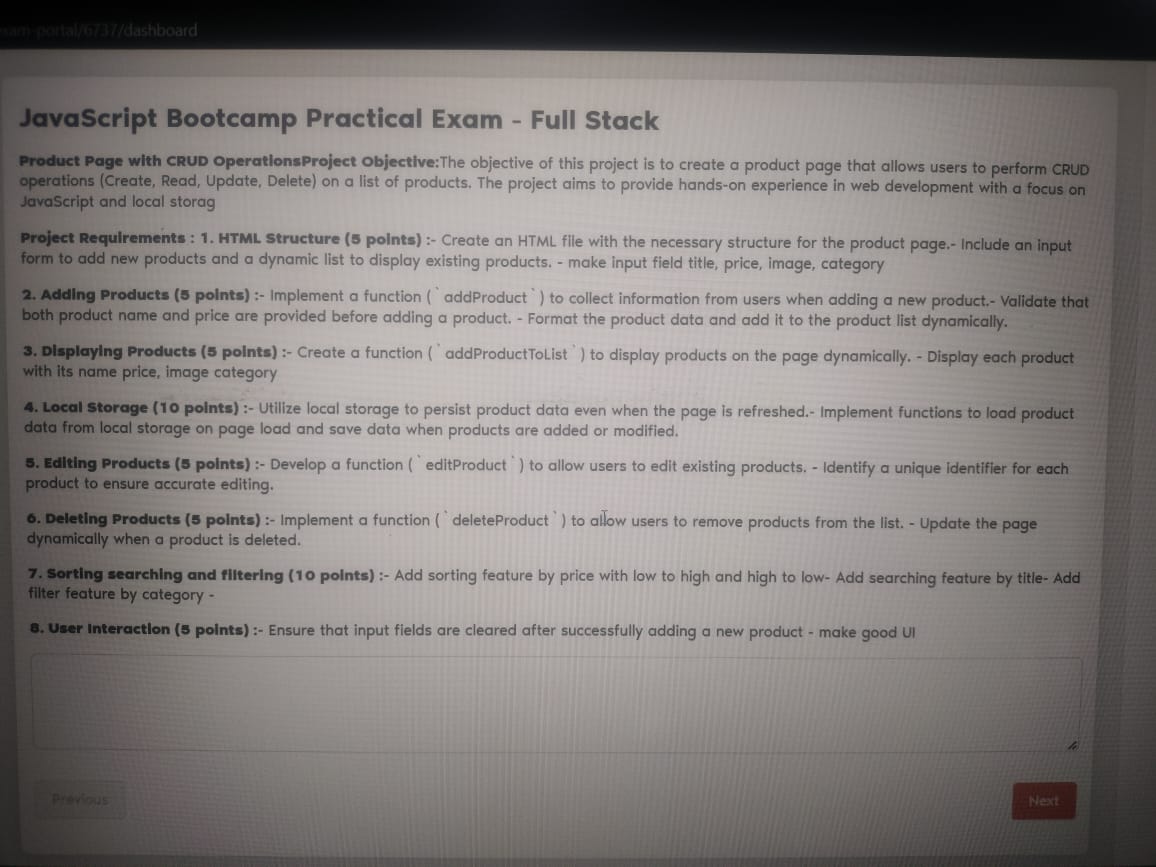 xam-portal/6737/dashboard
JavaScript Bootcamp Practical Exam - Full Stack
Product Page with CRUD OperationsProject Objective:The objective of this project is to create a product page that allows users to perform CRUD
operations (Create, Read, Update, Delete) on a list of products. The project aims to provide hands-on experience in web development with a focus on
JavaScript and local storag
Project Requirements : 1. HTML Structure (5 points) :- Create an HTML file with the necessary structure for the product page.- Include an input
form to add new products and a dynamic list to display existing products. - make input field title, price, image, category
2. Adding Products (5 points) :- Implement a function (`addProduct`) to collect information from users when adding a new product.- Validate that
both product name and price are provided before adding a product. - Format the product data and add it to the product list dynamically.
3. Displaying Products (5 points) :- Create a function (`addProductToList`) to display products on the page dynamically. - Display each product
with its name price, image category
4. Local Storage (10 points) :- Utilize local storage to persist product data even when the page is refreshed.- Implement functions to load product
data from local storage on page load and save data when products are added or modified.
5. Editing Products (5 points) :- Develop a function (`editProduct`) to allow users to edit existing products. - Identify a unique identifier for each
product to ensure accurate editing.
6. Deleting Products (5 points) :- Implement a function (`deleteProduct`) to allow users to remove products from the list. - Update the page
dynamically when a product is deleted.
7. Sorting searching and filtering (10 points) :- Add sorting feature by price with low to high and high to low- Add searching feature by title- Add
filter feature by category -
8. User Interaction (5 points) :- Ensure that input fields are cleared after successfully adding a new product - make good UI
Previous
Next